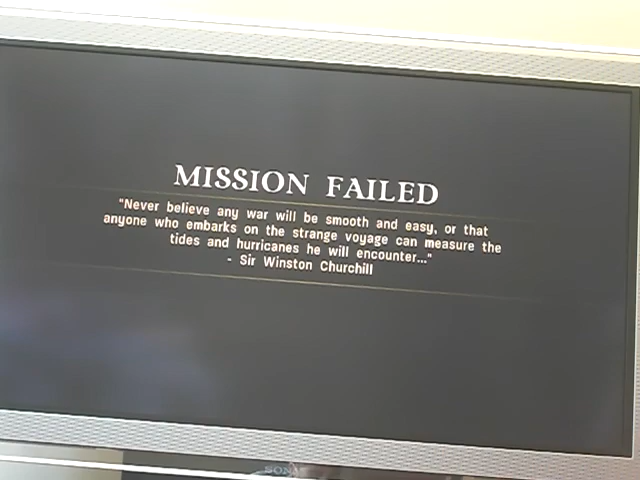 MISSION FAILED
"Never believe any war will be smooth and easy, or that
anyone who embarks on the strange voyage can measure the
tides and hurricanes he will encounter..."
- Sir Winston Churchill
SONY